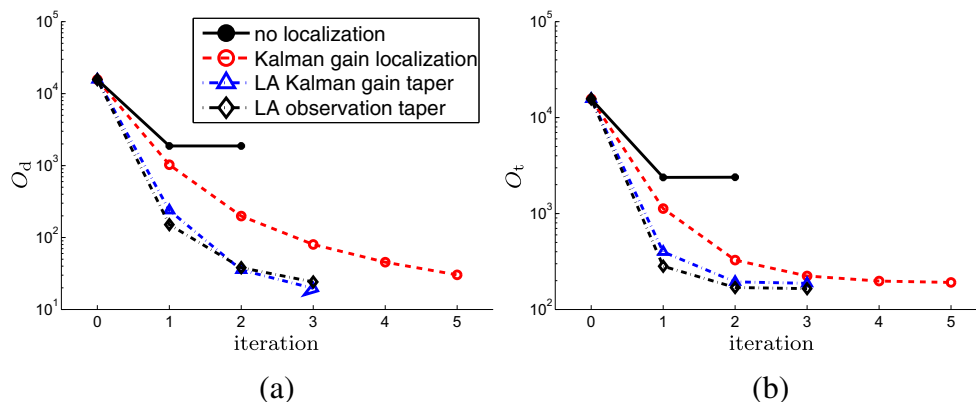 10^5
10^4
10^3
10^2
10^1
O_d
0 1 2 3 4 5
iteration
no localization
Kalman gain localization
LA Kalman gain taper
LA observation taper
(a)
10^5
10^4
10^3
10^2
O_t
0 1 2 3 4 5
iteration
(b)